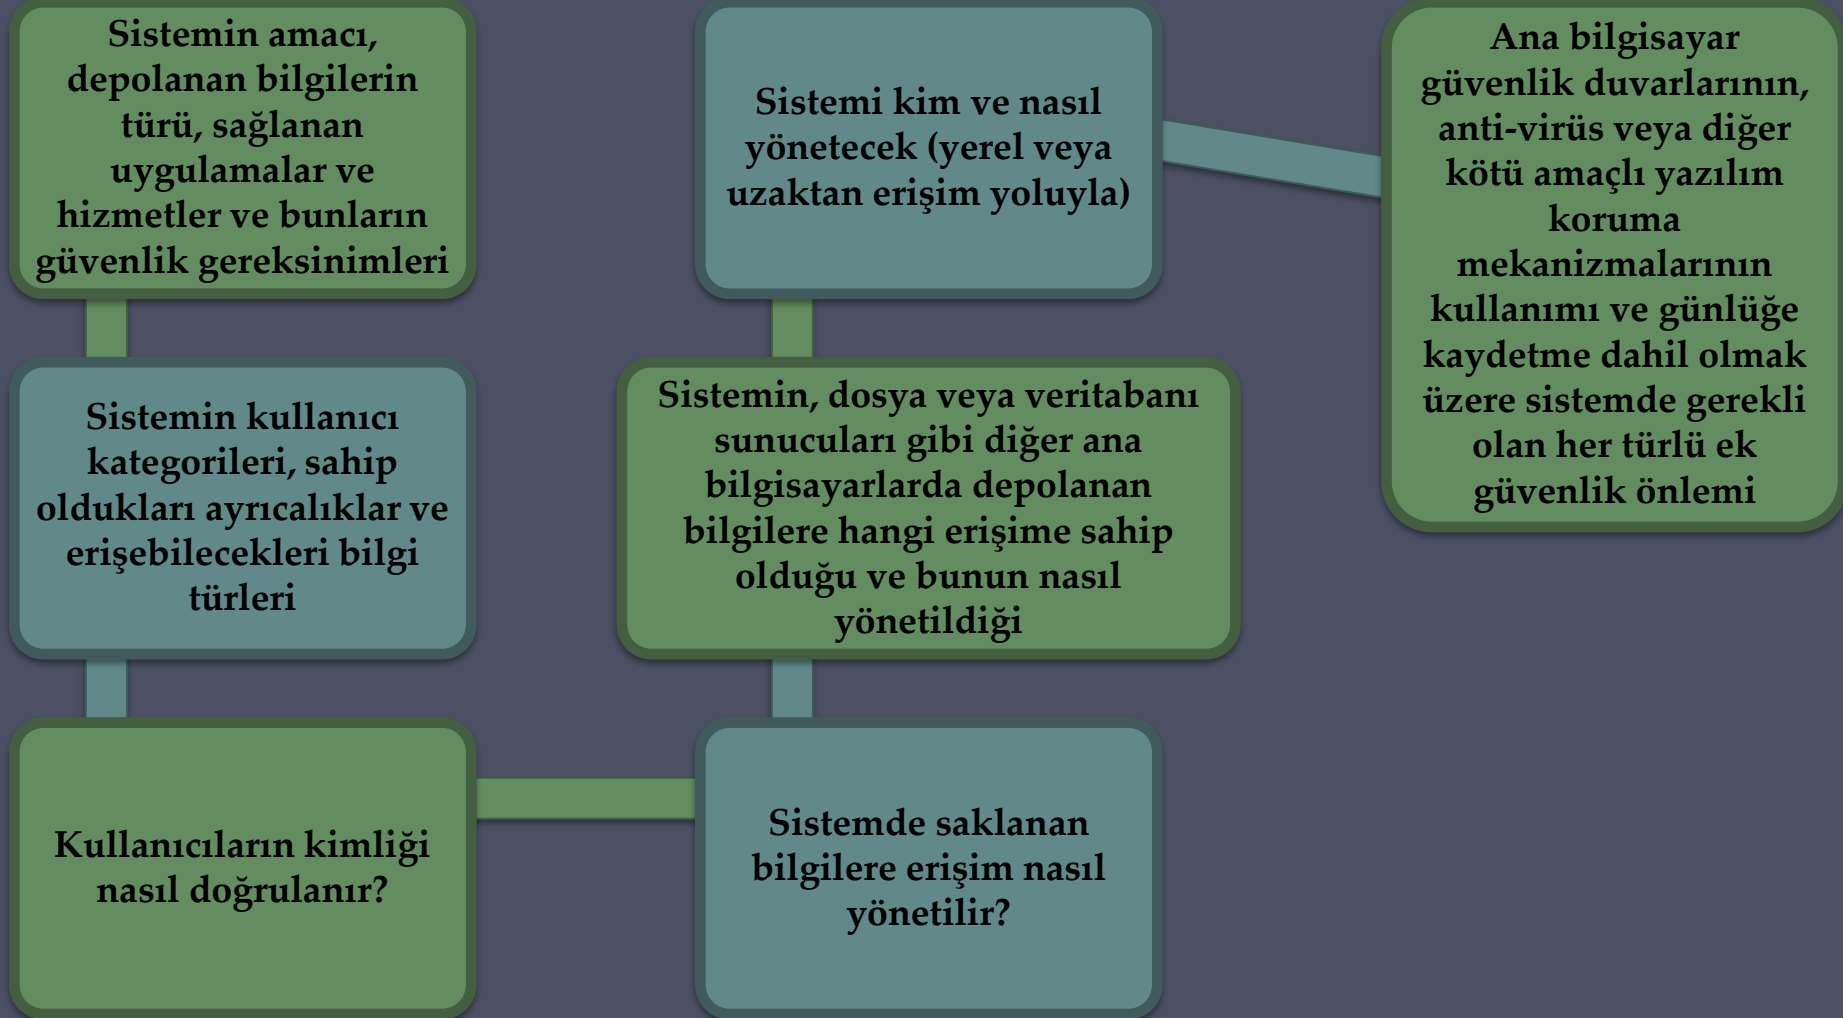 Sistemin amacı,
depolanan bilgilerin
türü, sağlanan
uygulamalar ve
hizmetler ve bunların
güvenlik gereksinimleri
Sistemin kullanıcı
kategorileri, sahip
oldukları ayrıcalıklar ve
erişebilecekleri bilgi
türleri
Kullanıcıların kimliği
nasıl doğrulanır?
Sistemde saklanan
bilgilere erişim nasıl
yönetilir?
Sistemin, dosya veya veritabanı
sunucuları gibi diğer ana
bilgisayarlarda depolanan
bilgilere hangi erişime sahip
olduğu ve bunun nasıl
yönetildiği
Sistemi kim ve nasıl
yönetecek (yerel veya
uzaktan erişim yoluyla)
Ana bilgisayar
güvenlik duvarlarının,
anti-virüs veya diğer
kötü amaçlı yazılım
koruma
mekanizmalarının
kullanımı ve günlüğe
kaydetme dahil olmak
üzere sistemde gerekli
olan her türlü ek
güvenlik önlemi